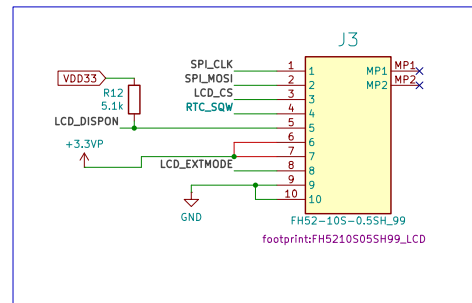 J3
SPI_CLK 1 1 MP1 MP1
VDD33 SPI_MOSI 2 2 MP2 MP2
R12 LCD_CS 3 3
5.1k RTC_SQW 4 4
LCD_DISPON 5 5
+3.3VP 6 6
7 7
LCD_EXTMODE 8 8
9 9
10 10
GND
FH52-10S-0.5SH_99
footprint:FH5210S05SH99_LCD